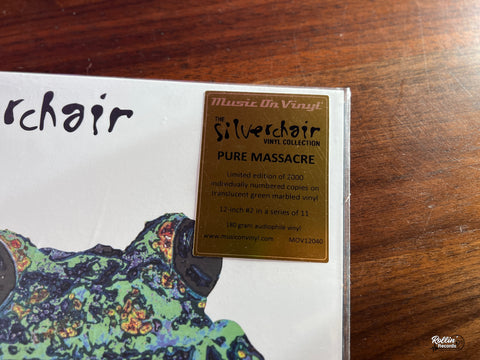 rchair
Music On Vinyl
THE
silverchair
VINYL COLLECTION
PURE MASSACRE
Limited edition of 2000
individually numbered copies on
translucent green marbled vinyl
12-inch #2 in a series of 11
180 gram audiophile vinyl
www.musiconvinyl.com MOV12040
Rollin'
Records